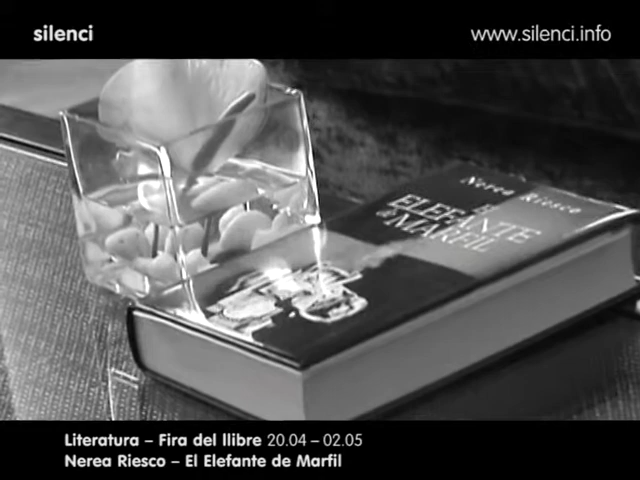 silenci
www.silenci.info
Nerea Riesco
EL
ELEFANTE
de MARFIL
Literatura – Fira del llibre 20.04 – 02.05
Nerea Riesco – El Elefante de Marfil